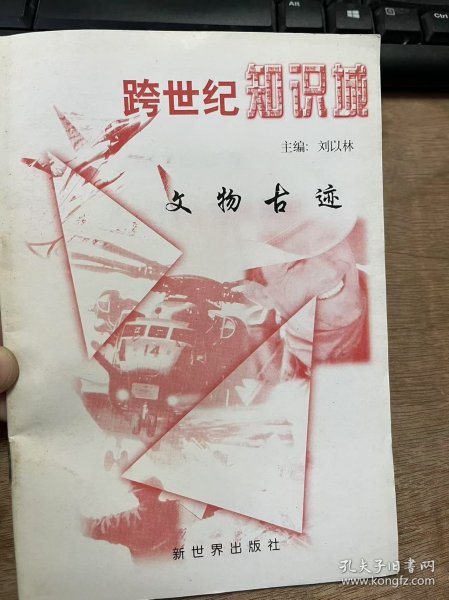 跨世纪知识城
主编：刘以林
文物古迹
14
新世界出版社
孔夫子旧书网
www.kongfz.com